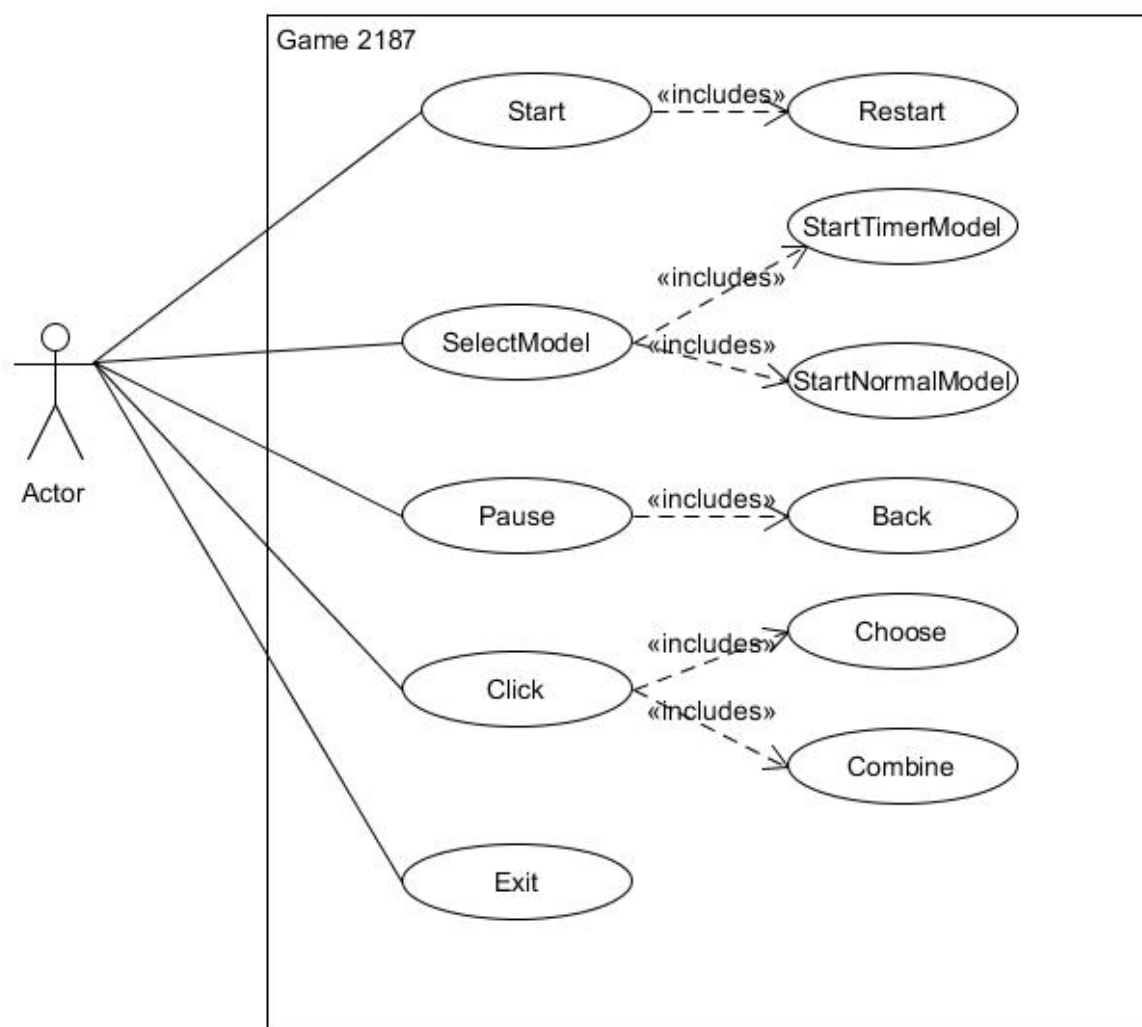 Game 2187
Start
«includes»
Restart
StartTimerModel
«includes»
SelectModel
«includes»
StartNormalModel
Actor
Pause
«includes»
Back
Choose
«includes»
Click
«includes»
Combine
Exit